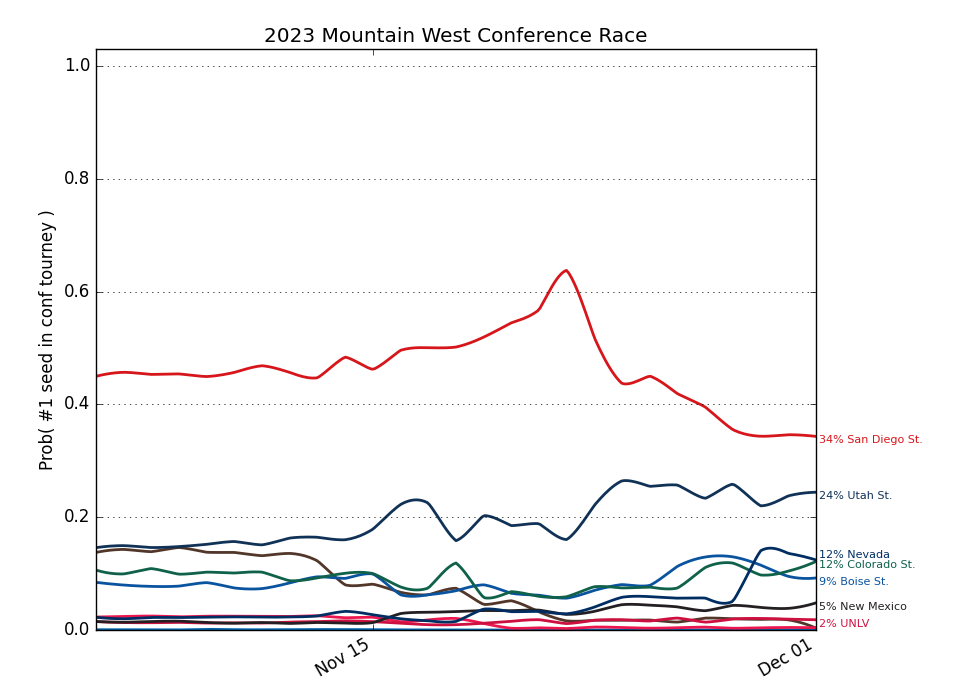 2023 Mountain West Conference Race
Prob( #1 seed in conf tourney )
1.0
0.8
0.6
0.4
0.2
0.0
Nov 15
Dec 01
34% San Diego St.
24% Utah St.
12% Nevada
12% Colorado St.
9% Boise St.
5% New Mexico
2% UNLV